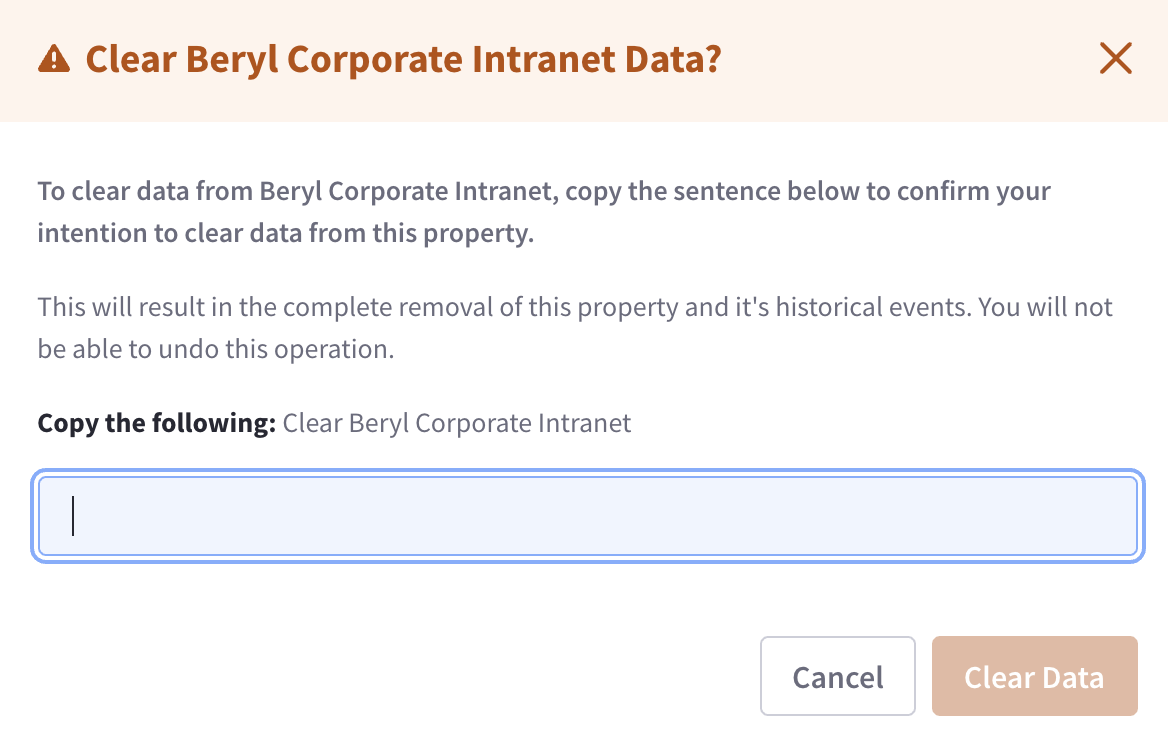 Clear Beryl Corporate Intranet Data?
To clear data from Beryl Corporate Intranet, copy the sentence below to confirm your
intention to clear data from this property.
This will result in the complete removal of this property and it's historical events. You will not
be able to undo this operation.
Copy the following: Clear Beryl Corporate Intranet
Cancel
Clear Data